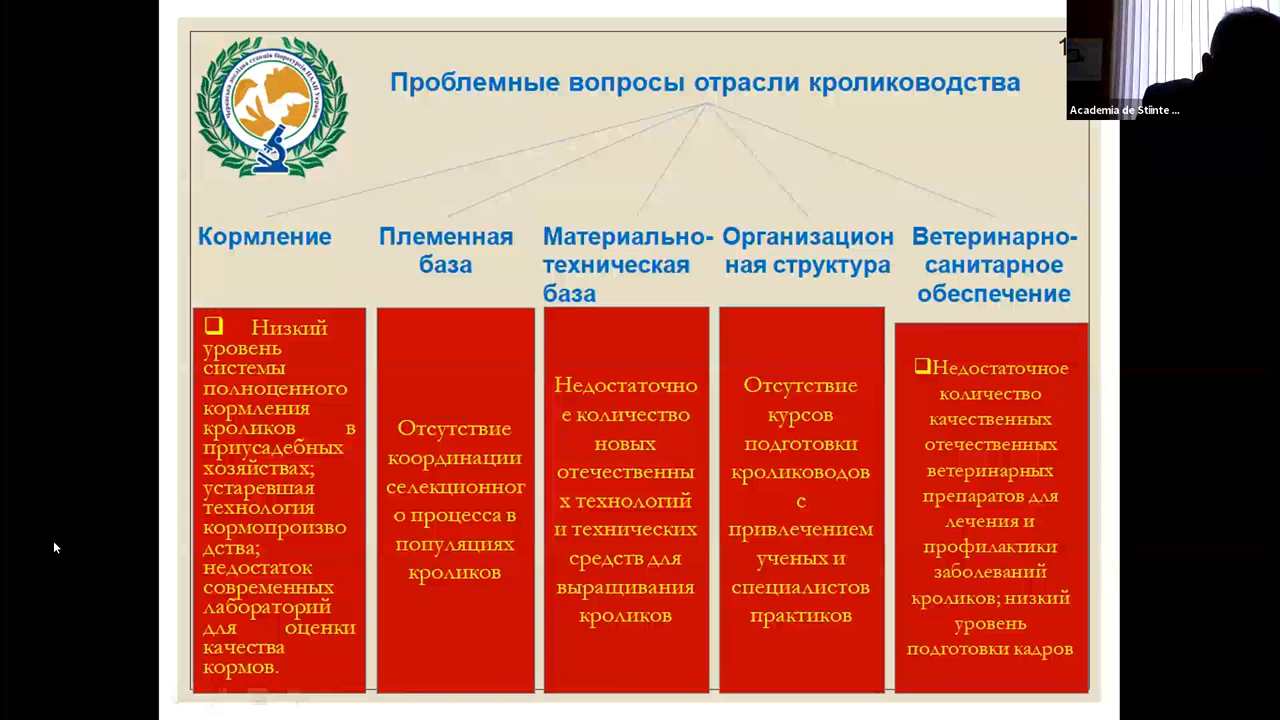 Проблемные вопросы отрасли кролиководства
1
Academia de Stiinte ...
Кормление
Племенная
база
Материально-
техническая
база
Организацион
ная структура
Ветеринарно-
санитарное
обеспечение
Низкий
уровень
системы
полноценного
кормления
кроликов в
приусадебных
хозяйствах;
устаревшая
технология
кормопроизво
дства;
недостаток
современных
лабораторий
для оценки
качества
кормов.
Отсутствие
координации
селекционног
о процесса в
популяциях
кроликов
Недостаточно
е количество
новых
отечественны
х технологий
и технических
средств для
выращивания
кроликов
Отсутствие
курсов
подготовки
кролиководов
с
привлечением
ученых и
специалистов
практиков
Недостаточное
количество
качественных
отечественных
ветеринарных
препаратов для
лечения и
профилактики
заболеваний
кроликов; низкий
уровень
подготовки кадров